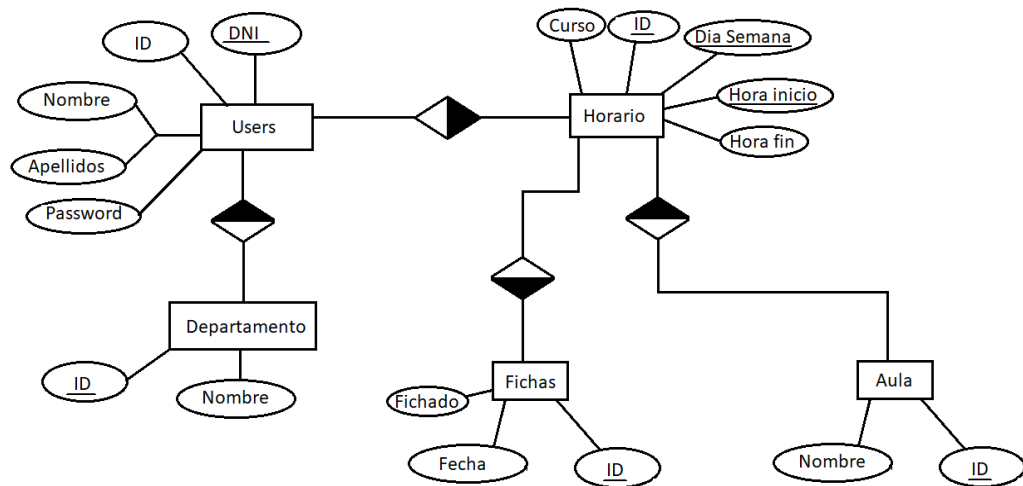 Curso
ID
Dia Semana
ID
DNI
Nombre
Users
Horario
Hora inicio
Hora fin
Apellidos
Password
Departamento
ID
Nombre
Fichas
Aula
Fichado
Fecha
ID
Nombre
ID